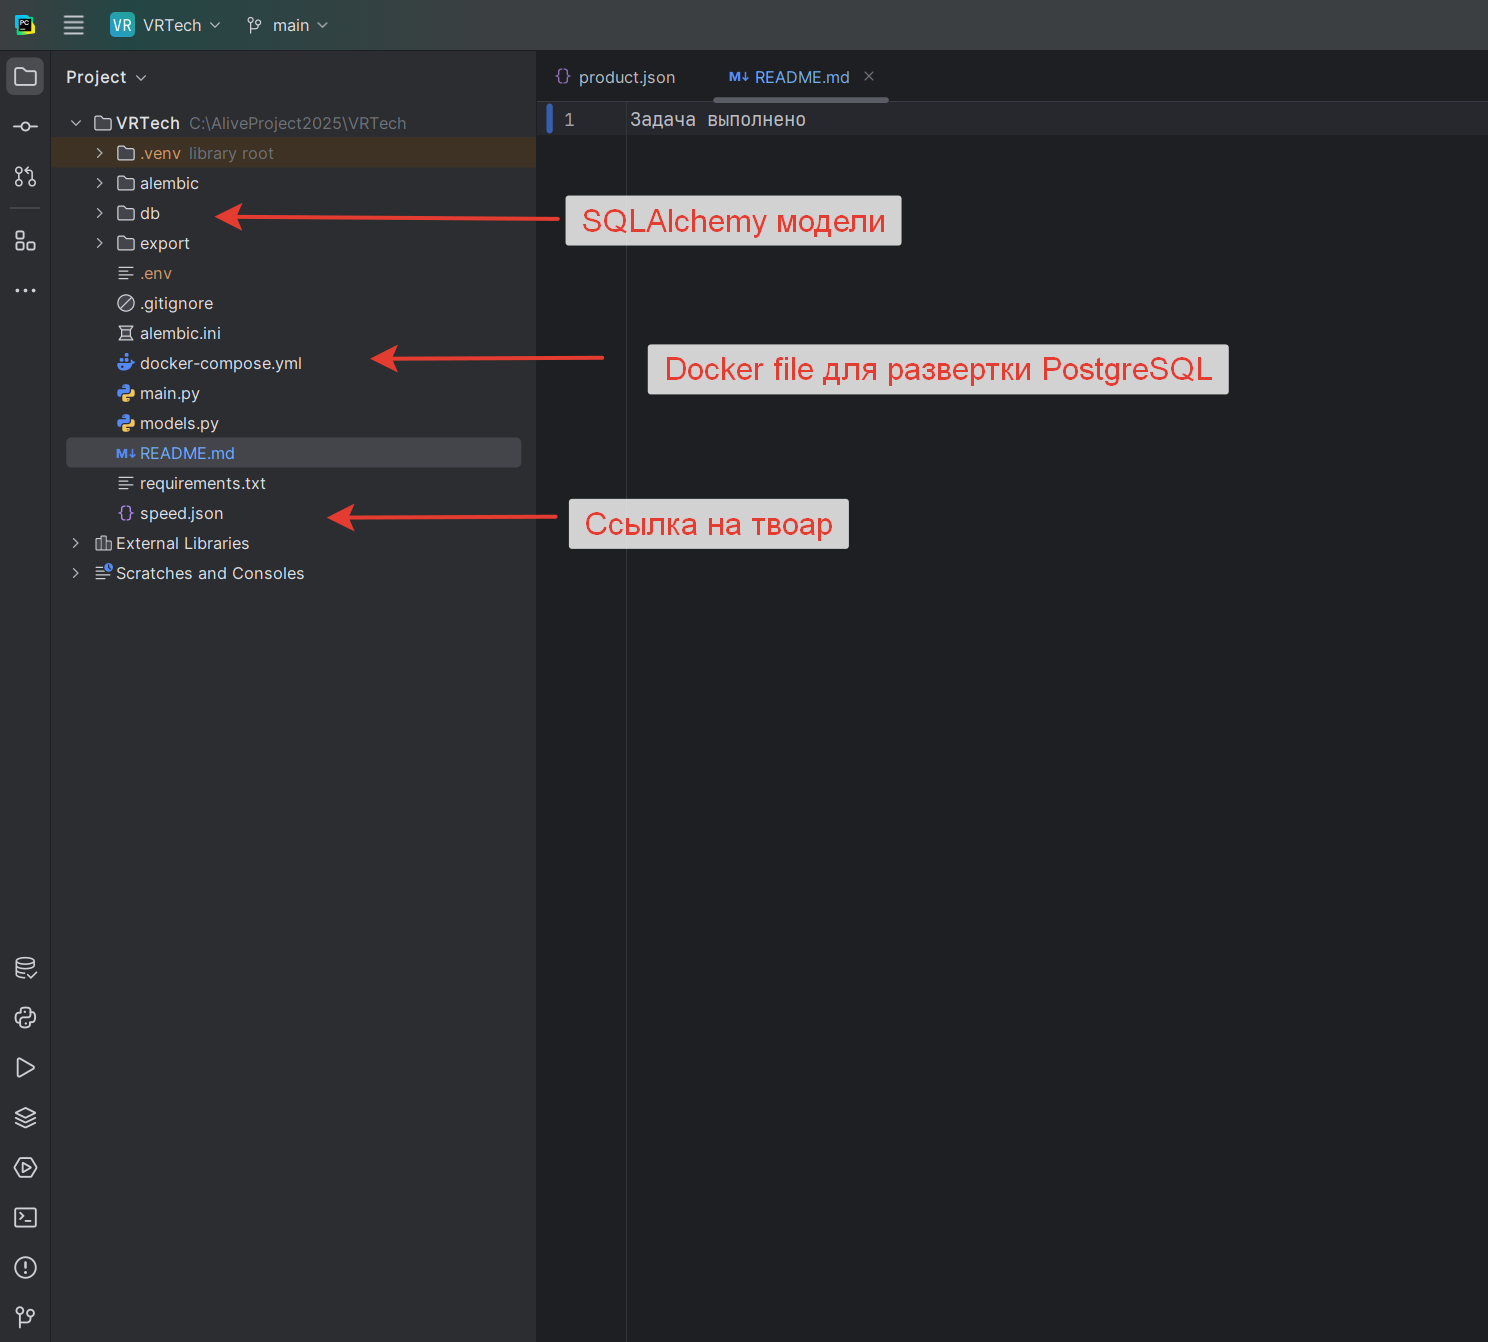 VR VRTech main
Project
product.json
README.md
VRTech C:\AliveProject2025\VRTech
1 Задача выполнено
.venv library root
alembic
db
SQLAlchemy модели
export
.env
.gitignore
alembic.ini
docker-compose.yml
Docker file для развертки PostgreSQL
main.py
models.py
README.md
requirements.txt
speed.json
Ссылка на твоар
External Libraries
Scratches and Consoles